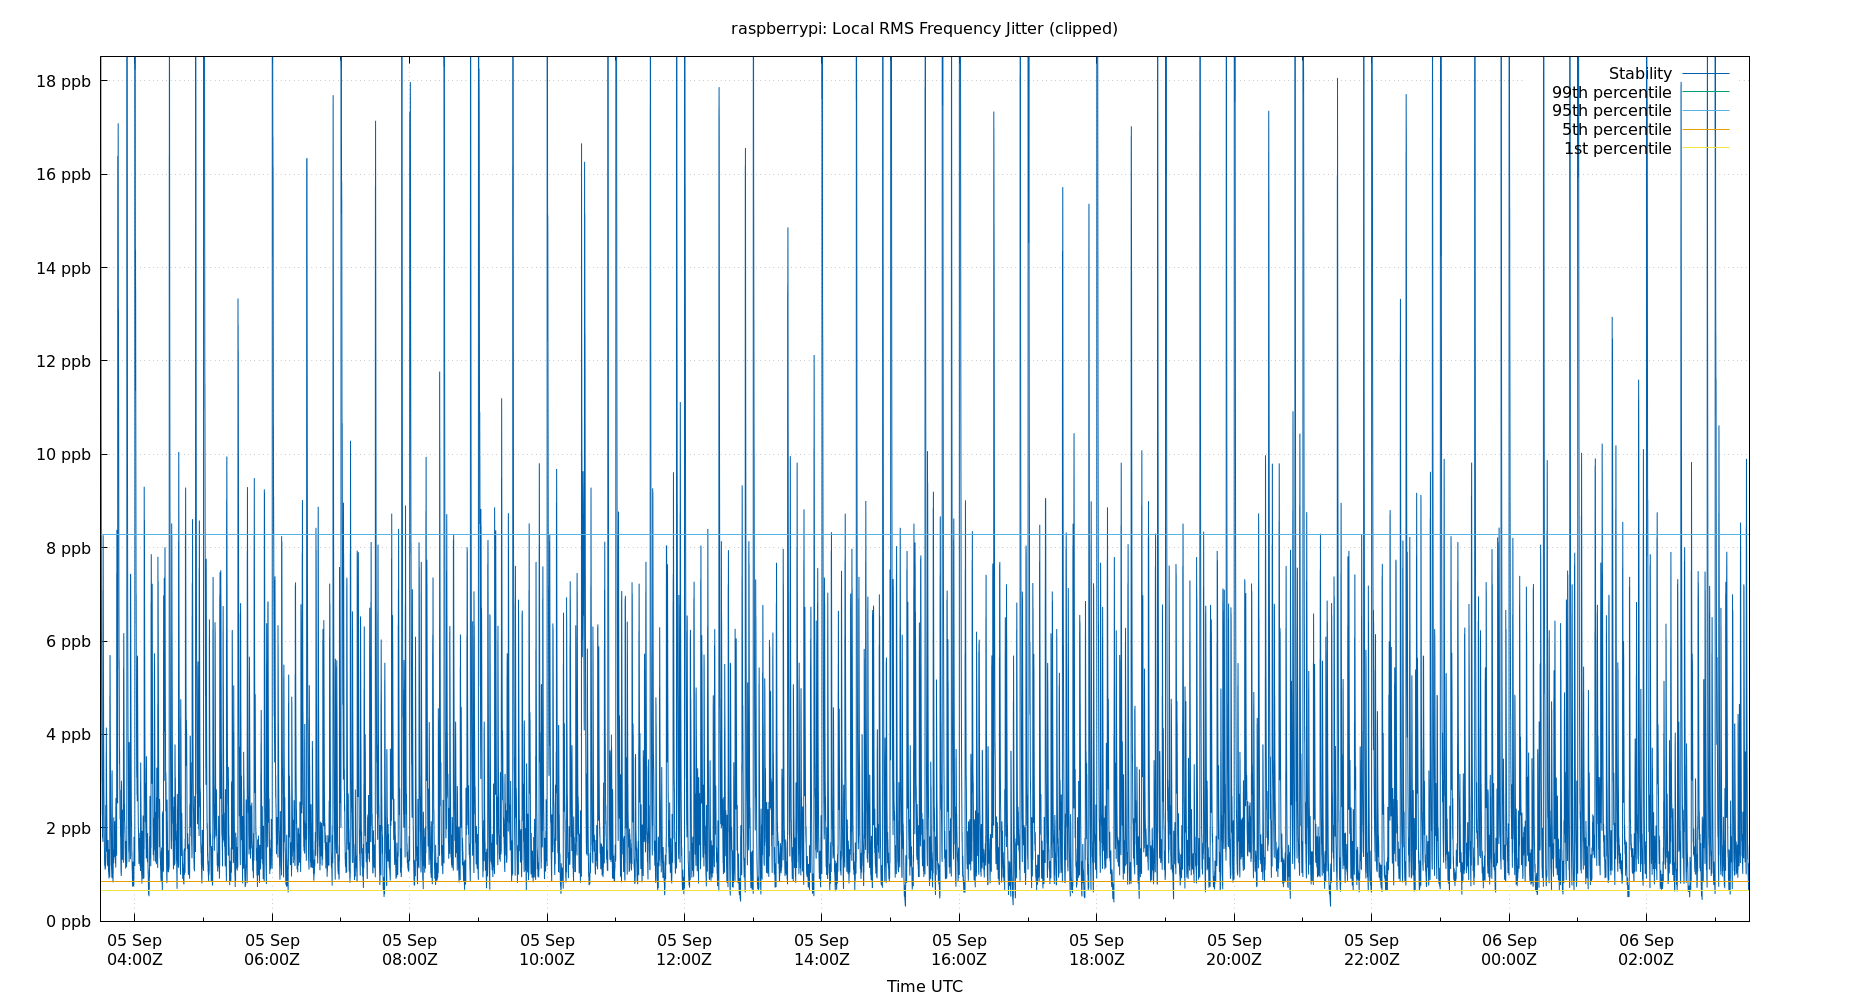 raspberrypi: Local RMS Frequency Jitter (clipped)
18 ppb
16 ppb
14 ppb
12 ppb
10 ppb
8 ppb
6 ppb
4 ppb
2 ppb
0 ppb
Stability
99th percentile
95th percentile
5th percentile
1st percentile
05 Sep 05 Sep 05 Sep 05 Sep 05 Sep 05 Sep 05 Sep 05 Sep 05 Sep 05 Sep 06 Sep 06 Sep
04:00Z 06:00Z 08:00Z 10:00Z 12:00Z 14:00Z 16:00Z 18:00Z 20:00Z 22:00Z 00:00Z 02:00Z
Time UTC